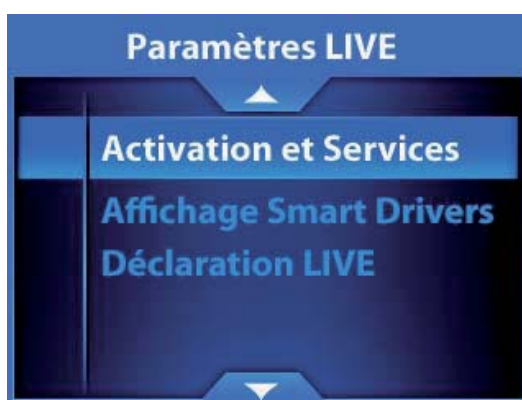 Paramètres LIVE
Activation et Services
Affichage Smart Drivers
Déclaration LIVE